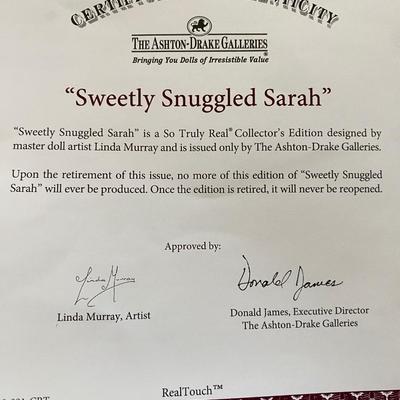 THE ASHTON-DRAKE GALLERIES®
Bringing You Dolls of Irresistible Value
“Sweetly Snuggled Sarah”
“Sweetly Snuggled Sarah” is a So Truly Real® Collector's Edition designed by
master doll artist Linda Murray and is issued only by The Ashton-Drake Galleries.
Upon the retirement of this issue, no more of this edition of “Sweetly Snuggled
Sarah” will ever be produced. Once the edition is retired, it will never be reopened.
Approved by:
Linda Murray
Donald James
Linda Murray, Artist
Donald James, Executive Director
The Ashton-Drake Galleries
RealTouch™